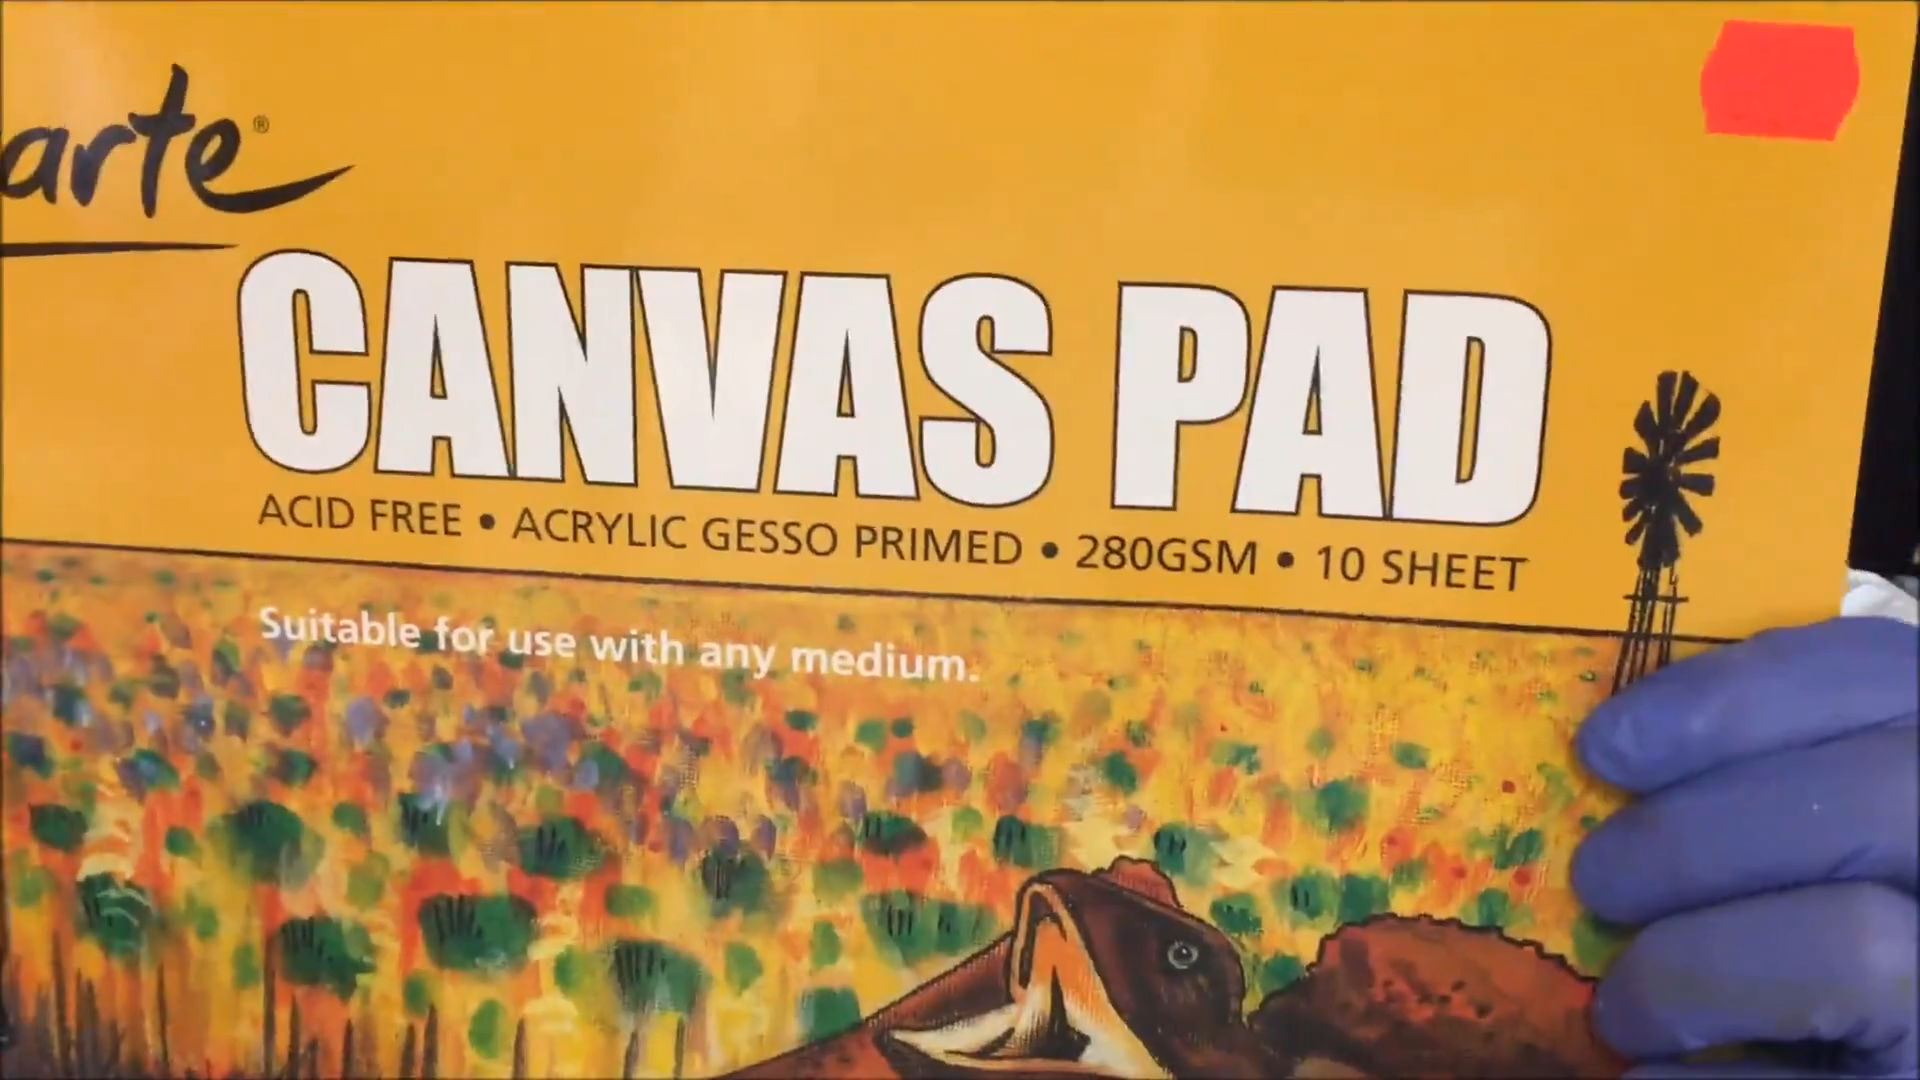 arte®
CANVAS PAD
ACID FREE • ACRYLIC GESSO PRIMED • 280GSM • 10 SHEET
Suitable for use with any medium.